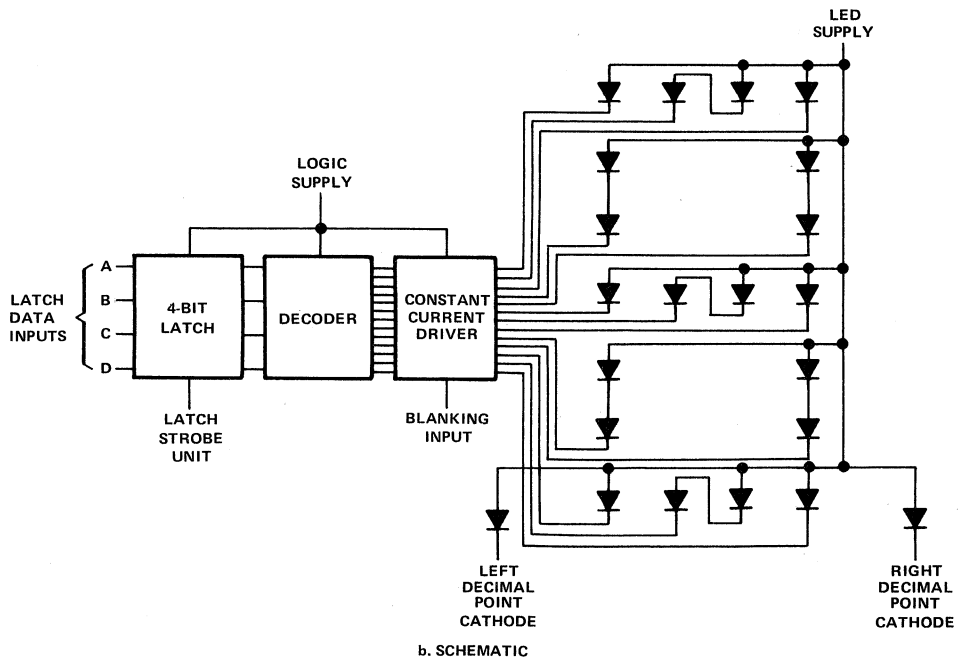 LED
SUPPLY
LOGIC
SUPPLY
LATCH
DATA
INPUTS
A
B
C
D
4-BIT
LATCH
DECODER
CONSTANT
CURRENT
DRIVER
LATCH
STROBE
UNIT
BLANKING
INPUT
LEFT
DECIMAL
POINT
CATHODE
RIGHT
DECIMAL
POINT
CATHODE
b. SCHEMATIC